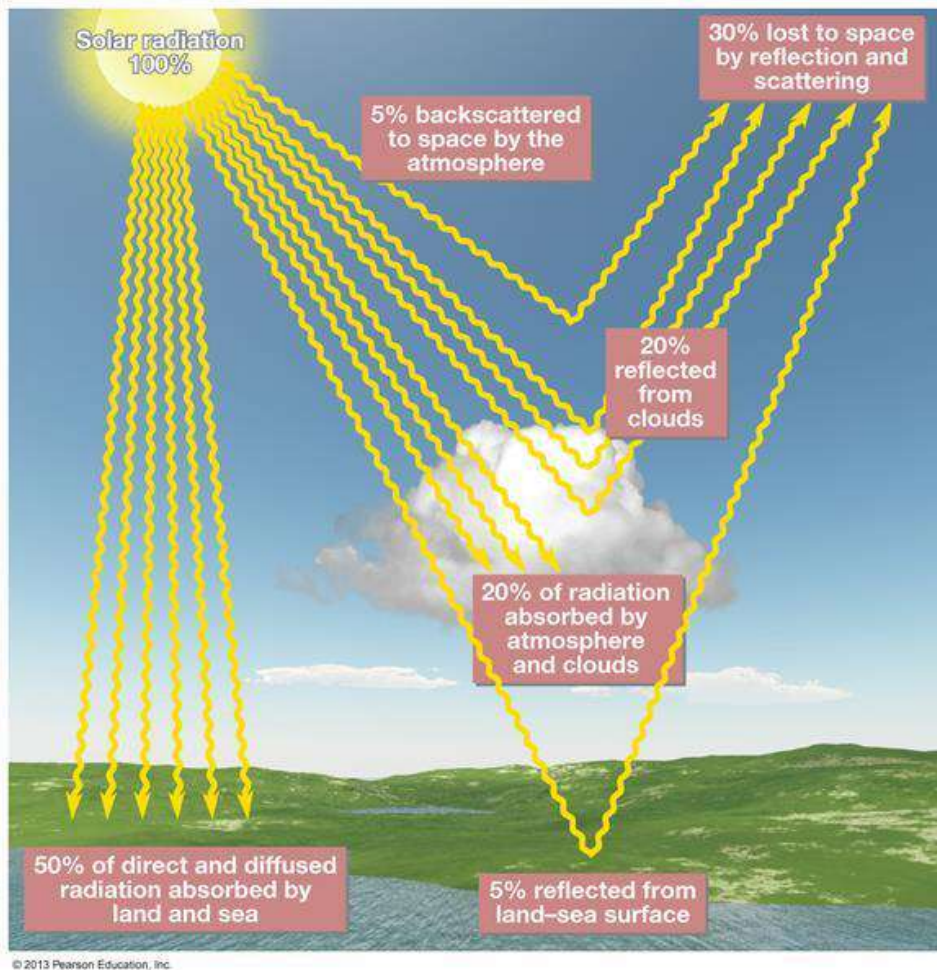 Solar radiation
100%
30% lost to space
by reflection and
scattering
5% backscattered
to space by the
atmosphere
20%
reflected
from
clouds
20% of radiation
absorbed by
atmosphere
and clouds
50% of direct and diffused
radiation absorbed by
land and sea
5% reflected from
land–sea surface
© 2013 Pearson Education, Inc.